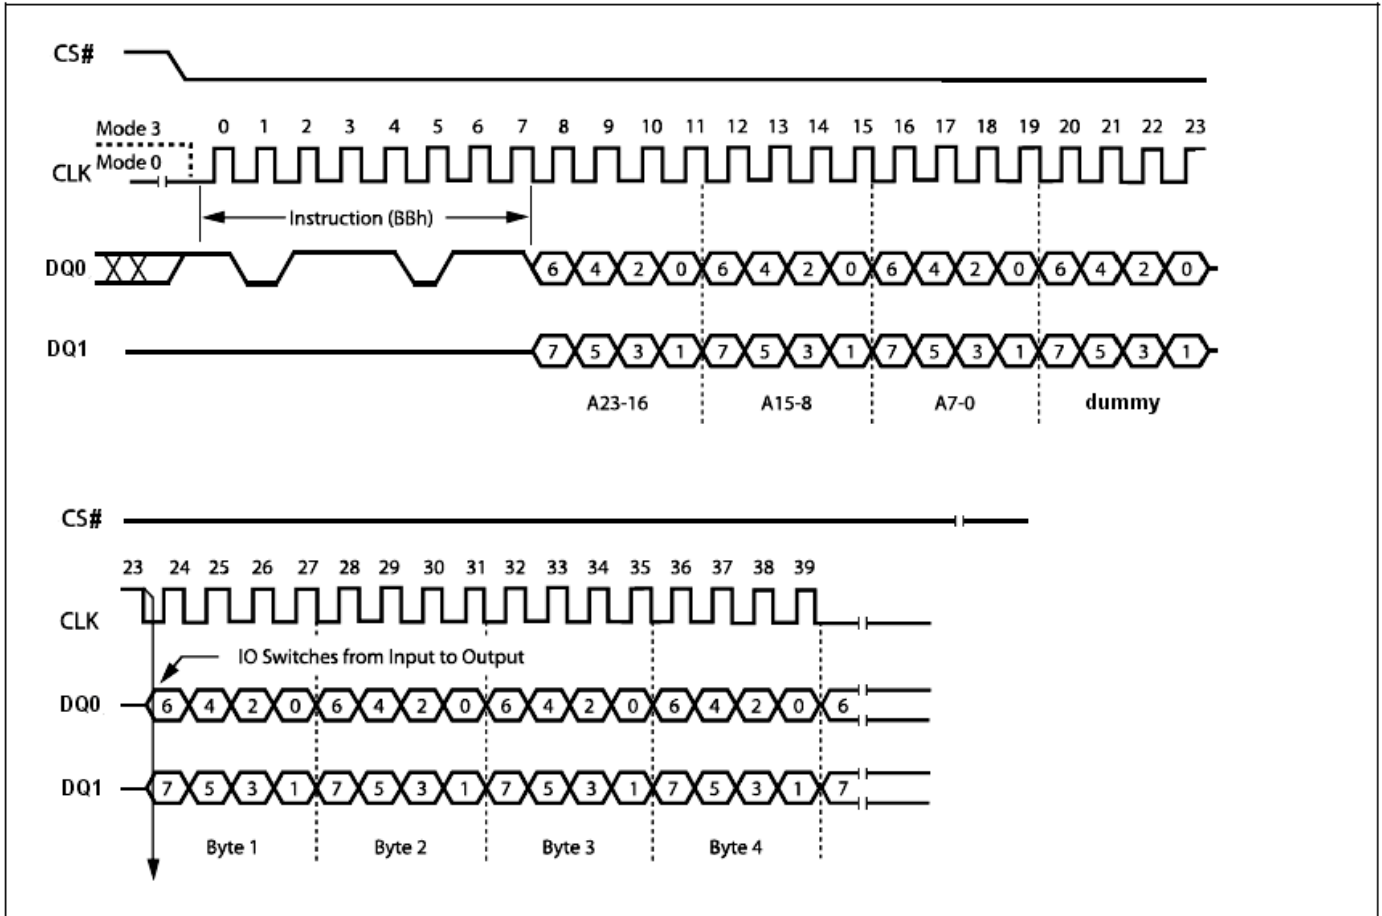 CS#
Mode 3 0 1 2 3 4 5 6 7 8 9 10 11 12 13 14 15 16 17 18 19 20 21 22 23
Mode 0
CLK
Instruction (BBh)
DQ0 6 4 2 0 6 4 2 0 6 4 2 0 6 4 2 0
DQ1 7 5 3 1 7 5 3 1 7 5 3 1 7 5 3 1
A23-16 A15-8 A7-0 dummy
CS#
23 24 25 26 27 28 29 30 31 32 33 34 35 36 37 38 39
CLK
IO Switches from Input to Output
DQ0 6 4 2 0 6 4 2 0 6 4 2 0 6 4 2 0 6
DQ1 7 5 3 1 7 5 3 1 7 5 3 1 7 5 3 1 7
Byte 1 Byte 2 Byte 3 Byte 4